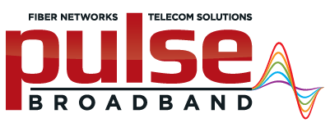 FIBER NETWORKS TELECOM SOLUTIONS
pulse
BROADBAND